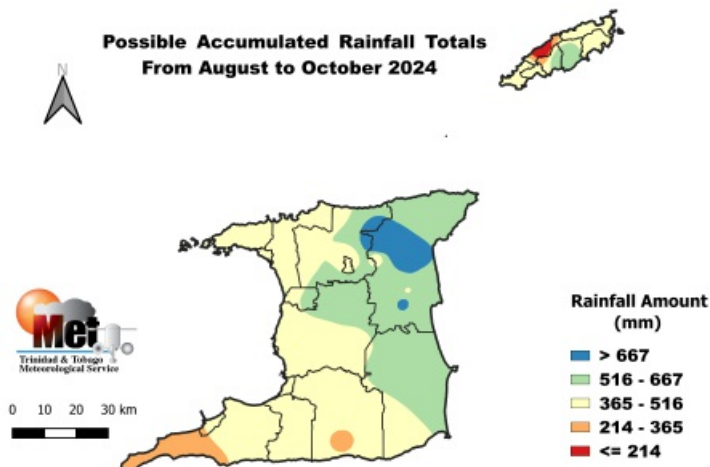 Possible Accumulated Rainfall Totals
From August to October 2024
N
Met
Trinidad & Tobago
Meteorological Service
0 10 20 30 km
Rainfall Amount
(mm)
> 667
516 - 667
365 - 516
214 - 365
<= 214